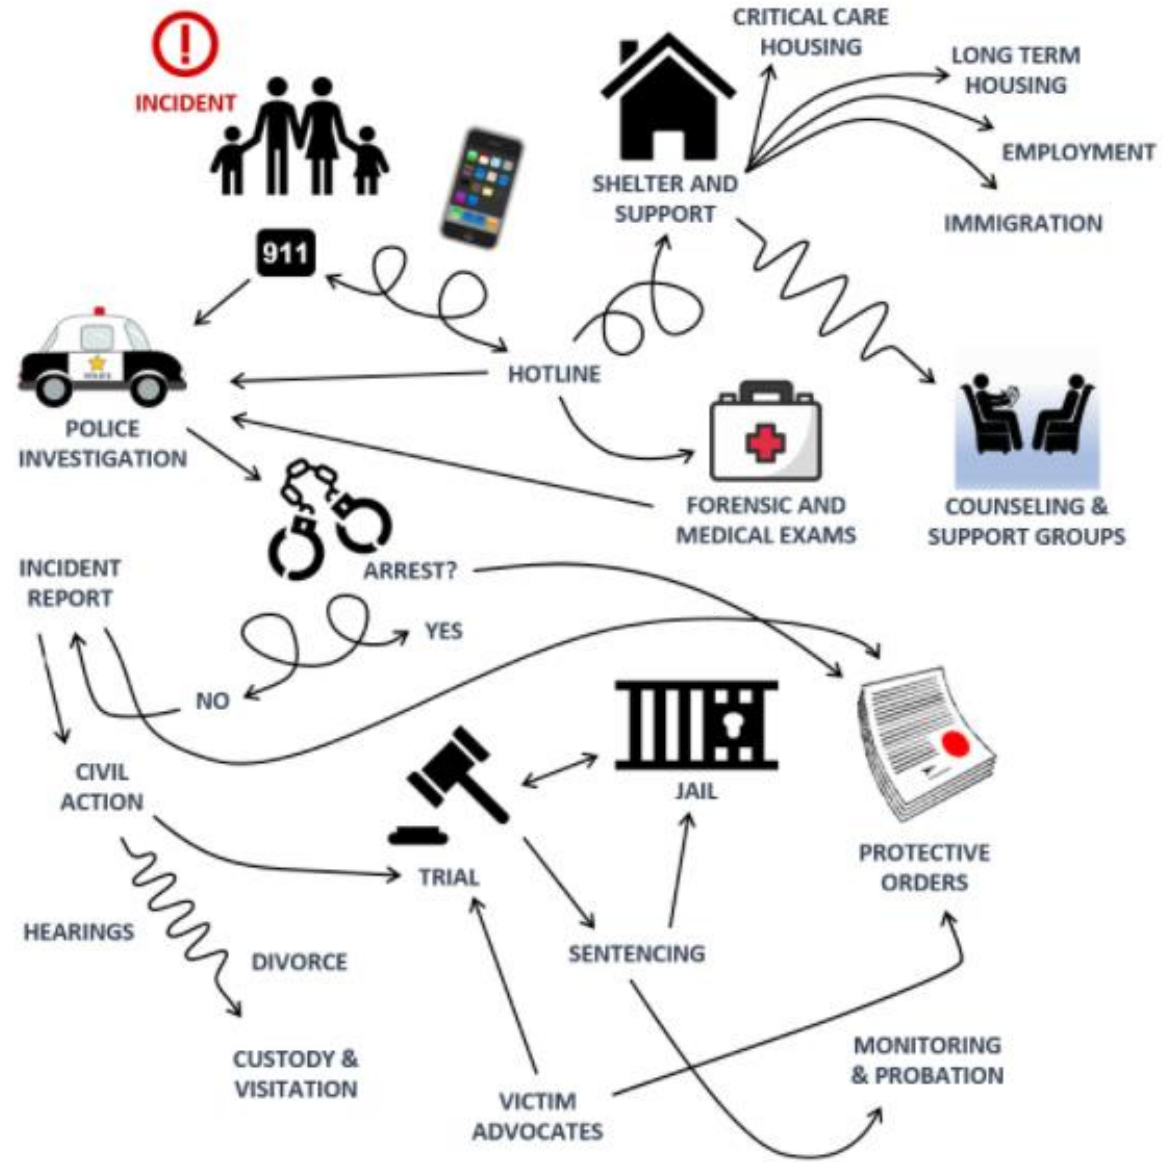 CRITICAL CARE
HOUSING
LONG TERM
HOUSING
INCIDENT
EMPLOYMENT
SHELTER AND
SUPPORT
IMMIGRATION
911
HOTLINE
POLICE
INVESTIGATION
FORENSIC AND
MEDICAL EXAMS
COUNSELING &
SUPPORT GROUPS
INCIDENT
REPORT
ARREST?
YES
NO
CIVIL
ACTION
JAIL
TRIAL
PROTECTIVE
ORDERS
HEARINGS
DIVORCE
SENTENCING
CUSTODY &
VISITATION
MONITORING
& PROBATION
VICTIM
ADVOCATES